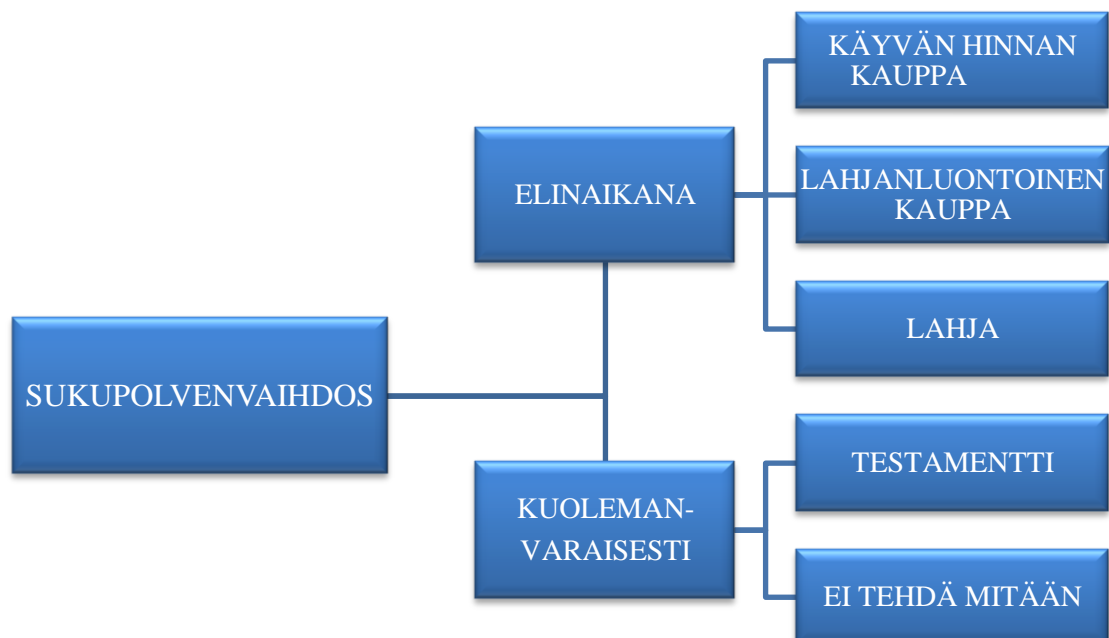 KÄYVÄN HINNAN
KAUPPA
ELINAIKANA
LAHJANLUONTOINEN
KAUPPA
LAHJA
SUKUPOLVENVAIHDOS
TESTAMENTTI
KUOLEMAN-
VARAISESTI
EI TEHDÄ MITÄÄN